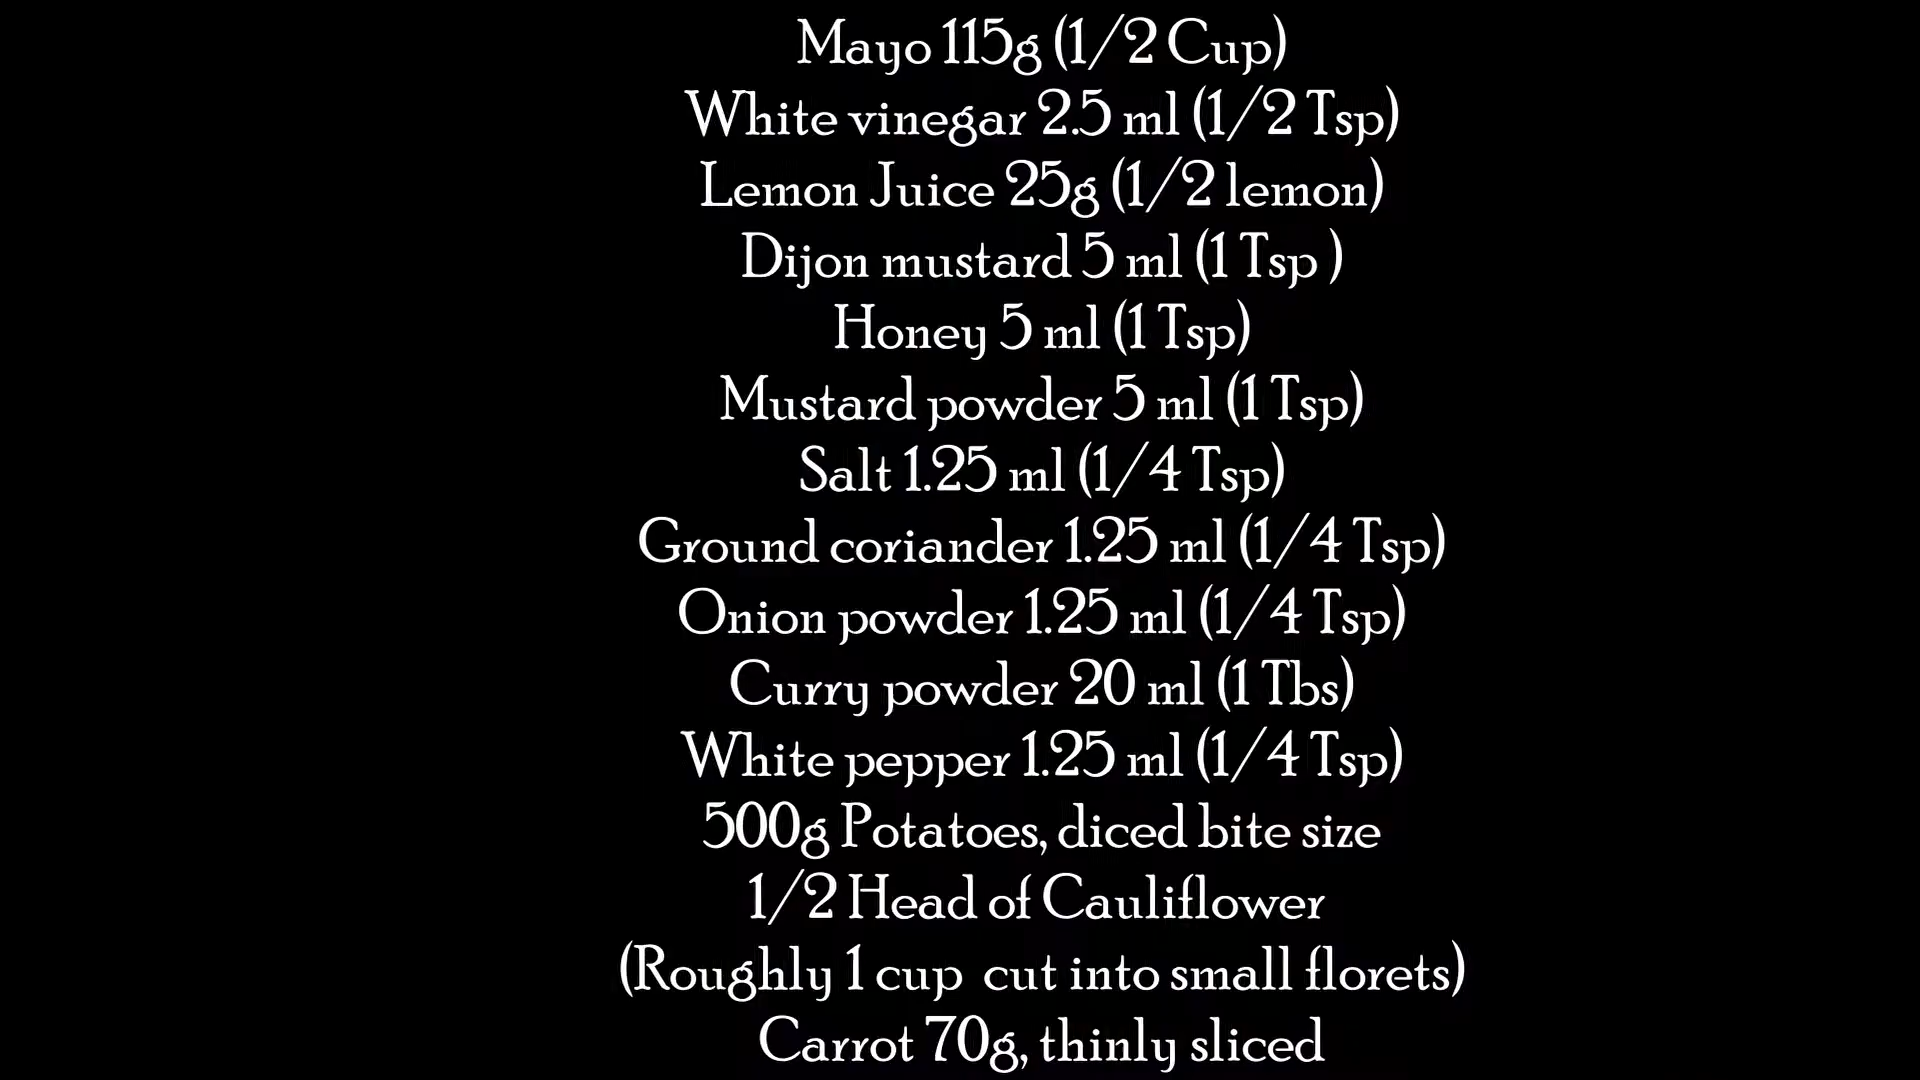 Mayo 115g (1/2 Cup)
White vinegar 2.5 ml (1/2 Tsp)
Lemon Juice 25g (1/2 lemon)
Dijon mustard 5 ml (1 Tsp )
Honey 5 ml (1 Tsp)
Mustard powder 5 ml (1 Tsp)
Salt 1.25 ml (1/4 Tsp)
Ground coriander 1.25 ml (1/4 Tsp)
Onion powder 1.25 ml (1/4 Tsp)
Curry powder 20 ml (1 Tbs)
White pepper 1.25 ml (1/4 Tsp)
500g Potatoes, diced bite size
1/2 Head of Cauliflower
(Roughly 1 cup  cut into small florets)
Carrot 70g, thinly sliced